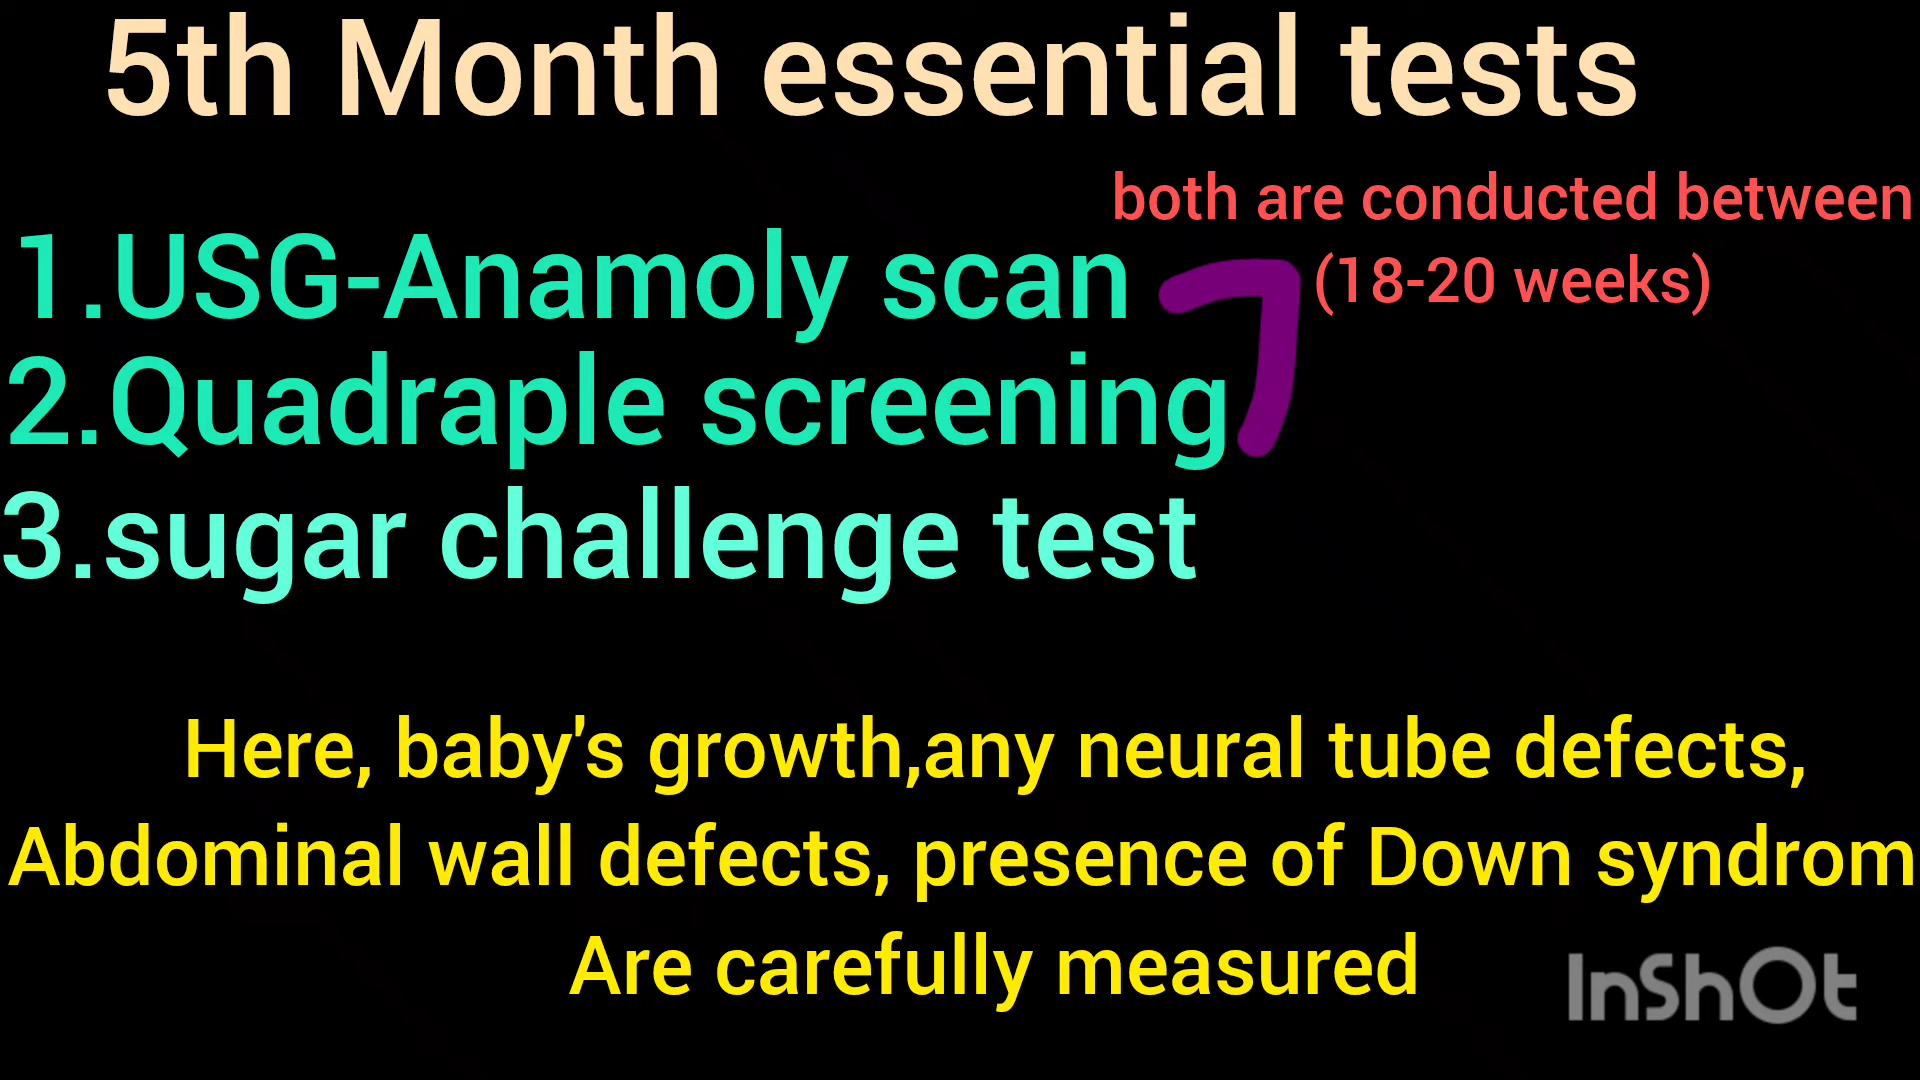 5th Month essential tests
both are conducted between
(18-20 weeks)
1.USG-Anamoly scan
2.Quadraple screening
3.sugar challenge test
Here, baby's growth,any neural tube defects,
Abdominal wall defects, presence of Down syndrom
Are carefully measured
InShOt